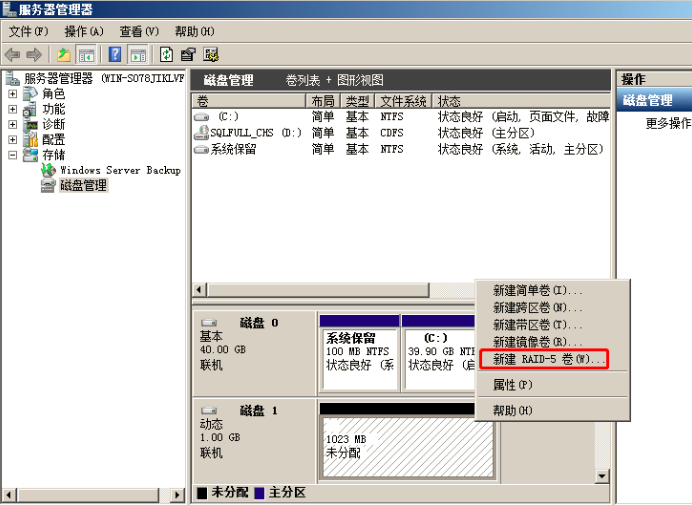 服务器管理器
文件(F) 操作(A) 查看(V) 帮助(H)
服务器管理器 (WIN-S078JIKLVF
角色
功能
诊断
配置
存储
Windows Server Backup
磁盘管理
磁盘管理 卷列表 + 图形视图
卷 布局 类型 文件系统 状态
(C:) 简单 基本 NTFS 状态良好 (启动, 页面文件, 故障
SQLFULL_CHS (D:) 简单 基本 CDFS 状态良好 (主分区)
系统保留 简单 基本 NTFS 状态良好 (系统, 活动, 主分区)
磁盘 0
基本
40.00 GB
联机
系统保留
100 MB NTFS
状态良好 (系
(C:)
39.90 GB NTF
状态良好 (启
磁盘 1
动态
1.00 GB
联机
1023 MB
未分配
未分配 主分区
新建简单卷(I)...
新建跨区卷(N)...
新建带区卷(T)...
新建镜像卷(R)...
新建 RAID-5 卷(W)...
属性(P)
帮助(H)
操作
磁盘管理
更多操作